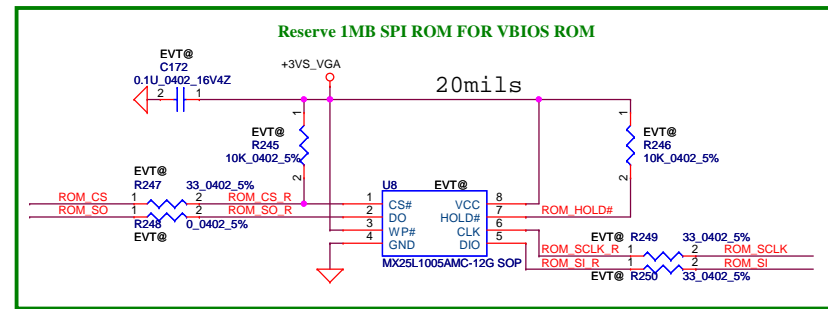 Reserve 1MB SPI ROM FOR VBIOS ROM
EVT@
C172
0.1U_0402_16V4Z
2 1
+3VS_VGA
20mils
1
EVT@
R245
10K_0402_5%
2
1
EVT@
R246
10K_0402_5%
2
EVT@
R247 33_0402_5%
ROM_CS 1 2 ROM_CS_R
ROM_SO 1 2 ROM_SO_R
R248 0_0402_5%
EVT@
U8 EVT@
1 CS# VCC 8
2 DO HOLD# 7 ROM_HOLD#
3 WP# CLK 6
4 GND DIO 5
MX25L1005AMC-12G SOP
EVT@ R249 33_0402_5%
ROM_SCLK_R 1 2 ROM_SCLK
ROM_SI_R 1 2 ROM_SI
EVT@ R250 33_0402_5%